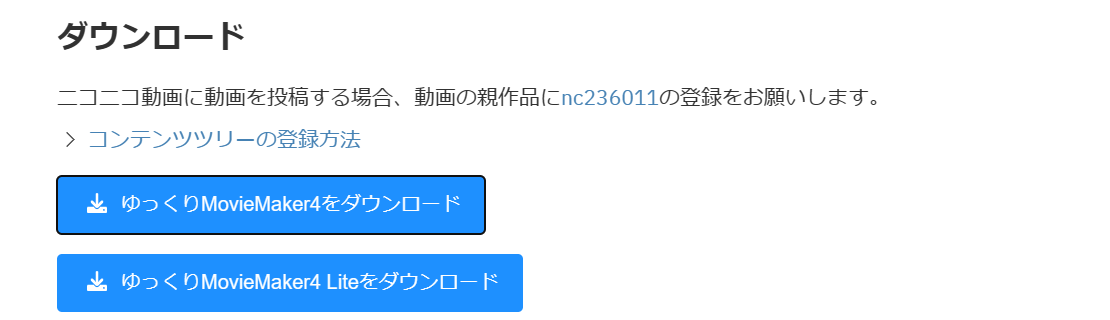 ダウンロード
ニコニコ動画に動画を投稿する場合、動画の親作品にnc236011の登録をお願いします。
コンテンツツリーの登録方法
ゆっくりMovieMaker4をダウンロード
ゆっくりMovieMaker4 Liteをダウンロード